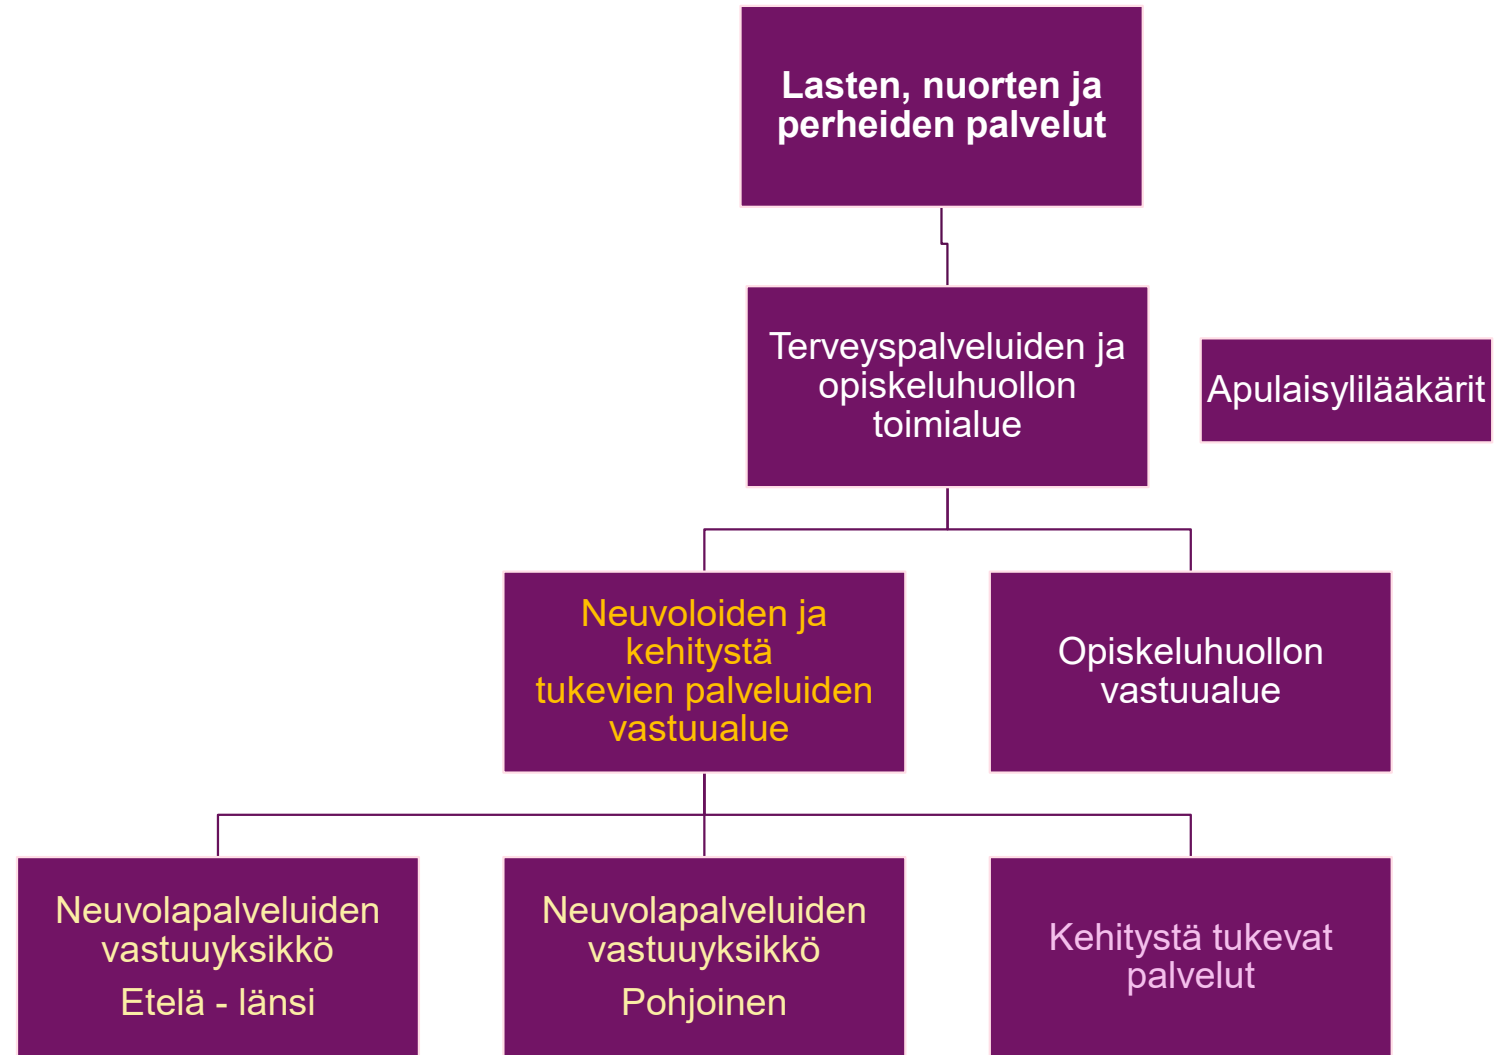 Lasten, nuorten ja
perheiden palvelut
Terveyspalveluiden ja
opiskeluhuollon
toimialue
Apulaisylilääkärit
Neuvoloiden ja
kehitystä
tukevien palveluiden
vastuualue
Opiskeluhuollon
vastuualue
Neuvolapalveluiden
vastuuyksikkö
Etelä - länsi
Neuvolapalveluiden
vastuuyksikkö
Pohjoinen
Kehitystä tukevat
palvelut